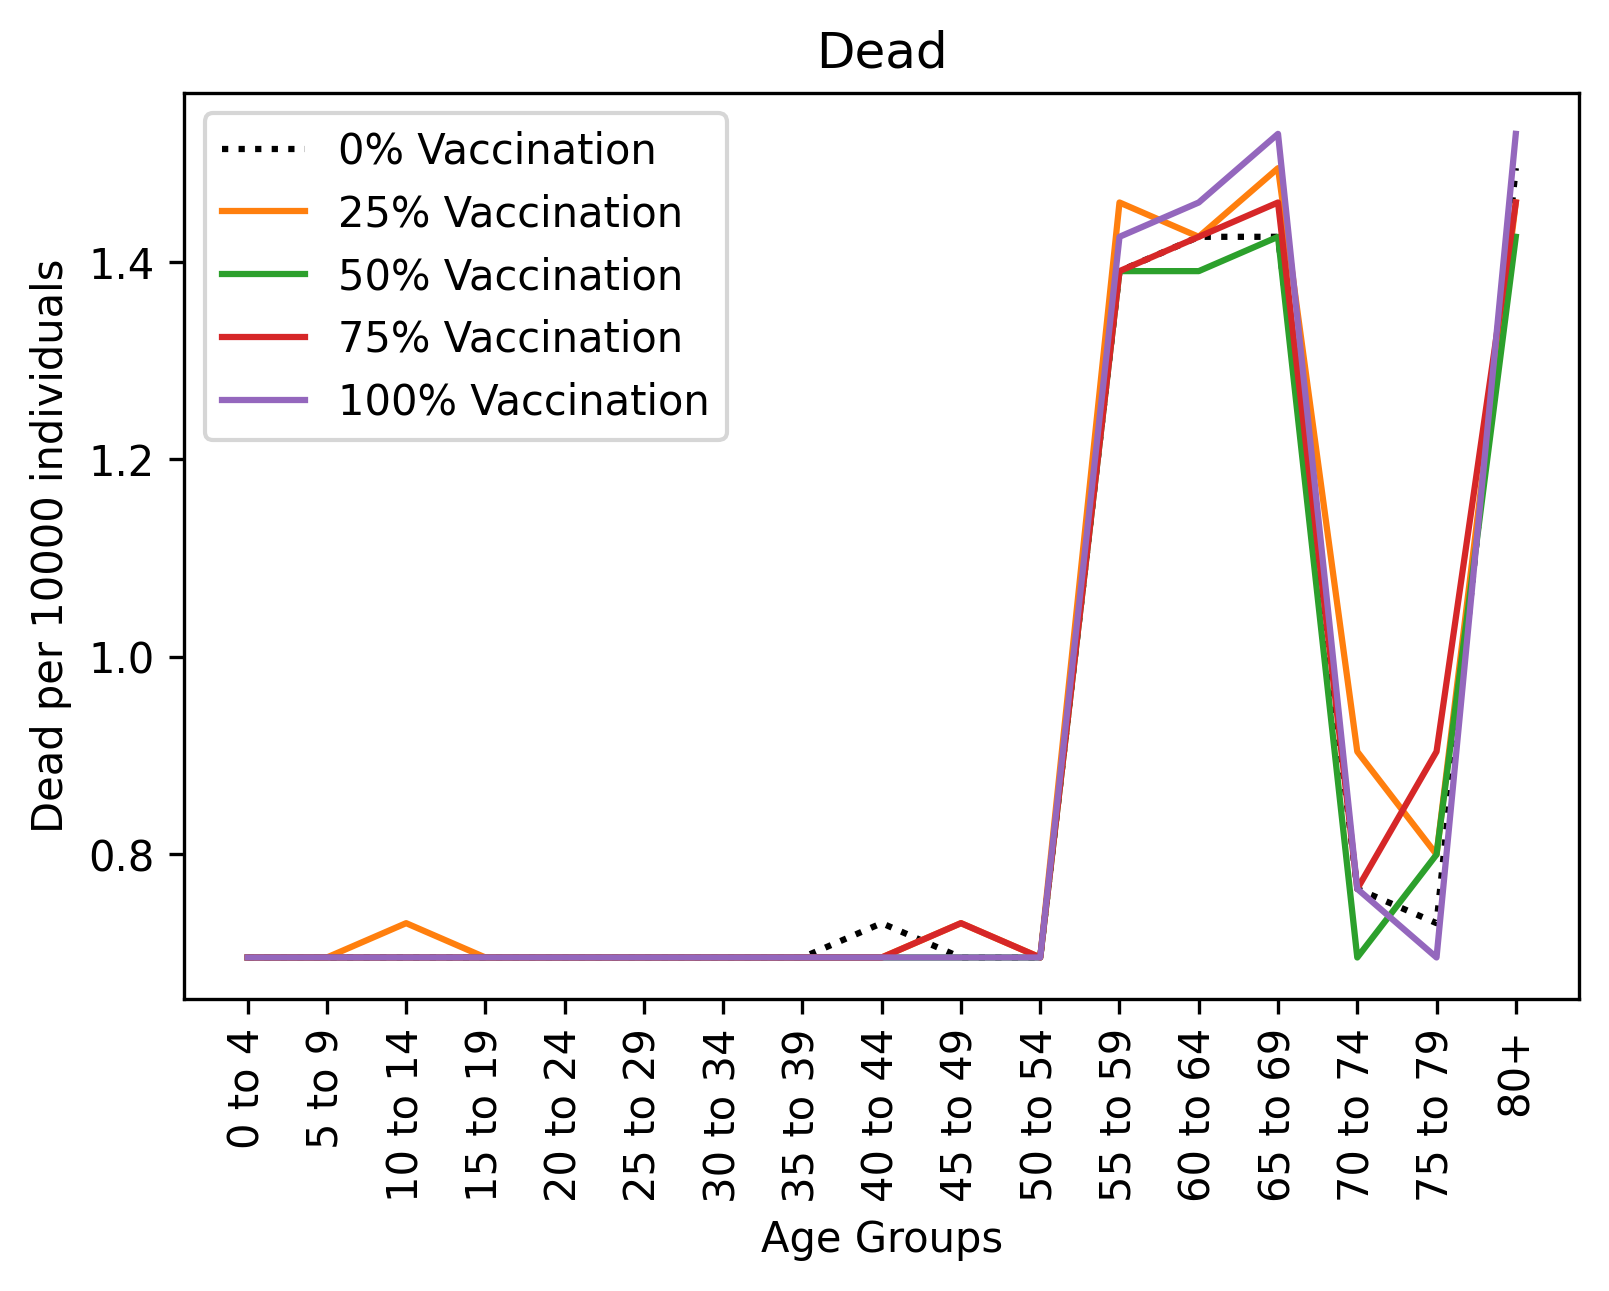 Dead
0% Vaccination
25% Vaccination
50% Vaccination
75% Vaccination
100% Vaccination
Dead per 10000 individuals
1.4
1.2
1.0
0.8
0 to 4
5 to 9
10 to 14
15 to 19
20 to 24
25 to 29
30 to 34
35 to 39
40 to 44
45 to 49
50 to 54
55 to 59
60 to 64
65 to 69
70 to 74
75 to 79
80+
Age Groups